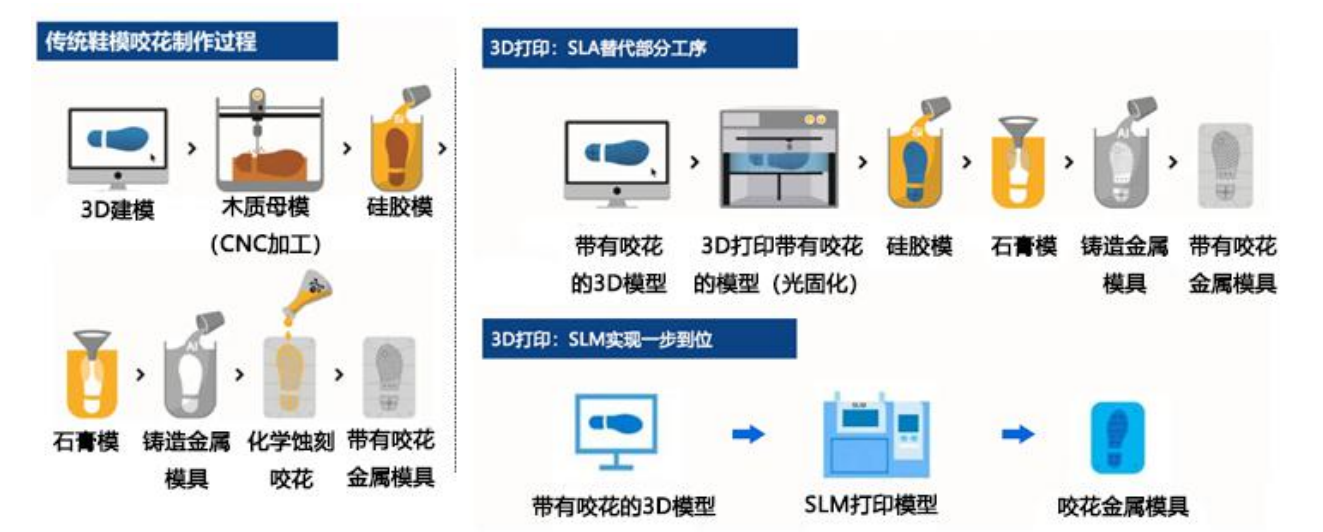 传统鞋模咬花制作过程
3D建模
木质母模
（CNC加工）
Si
硅胶模
石膏模
Al
铸造金属
模具
化学蚀刻
咬花
带有咬花
金属模具
3D打印：SLA替代部分工序
带有咬花
的3D模型
3D打印带有咬花
的模型（光固化）
Si
硅胶模
石膏模
Al
铸造金属
模具
带有咬花
金属模具
3D打印：SLM实现一步到位
带有咬花的3D模型
SLM
SLM打印模型
咬花金属模具